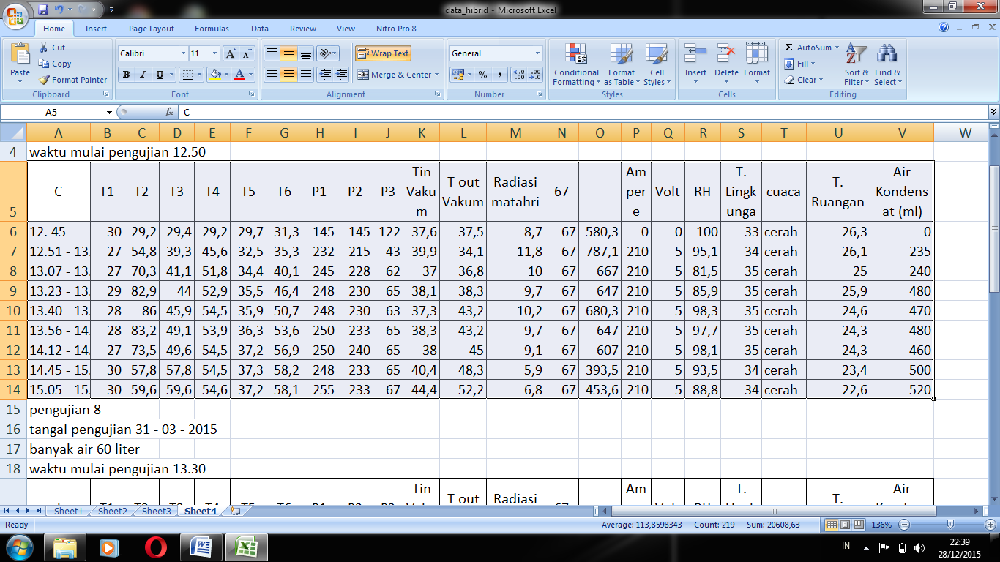 data_hibrid - Microsoft Excel
Home Insert Page Layout Formulas Data Review View Nitro Pro 8
Paste Cut Copy Format Painter Clipboard
Calibri 11 B I U Font
Wrap Text Merge & Center Alignment
General % , Number
Conditional Formatting Format as Table Cell Styles Styles
Insert Delete Format Cells
AutoSum Fill Clear Sort & Filter Find & Select Editing
A5 fx C
A B C D E F G H I J K L M N O P Q R S T U V W
4 waktu mulai pengujian 12.50
5 C T1 T2 T3 T4 T5 T6 P1 P2 P3 Tin Vakum T out Vakum Radiasi matahri 67 Ampere Volt RH T. Lingkunga cuaca T. Ruangan Air Kondensat (ml)
6 12. 45 30 29,2 29,4 29,2 29,7 31,3 145 145 122 37,6 37,5 8,7 67 580,3 0 0 100 33 cerah 26,3 0
7 12.51 - 13. 27 54,8 39,3 45,6 32,5 35,3 232 215 43 39,9 34,1 11,8 67 787,1 210 5 95,1 34 cerah 26,1 235
8 13.07 - 13. 27 70,3 41,1 51,8 34,4 40,1 245 228 62 37 36,8 10 67 667 210 5 81,5 35 cerah 25 240
9 13.23 - 13. 29 82,9 44 52,9 35,5 46,4 248 230 65 38,1 38,3 9,7 67 647 210 5 85,9 35 cerah 25,9 480
10 13.40 - 13. 28 86 45,9 54,5 35,9 50,7 248 230 63 37,3 43,2 10,2 67 680,3 210 5 98,3 35 cerah 24,6 470
11 13.56 - 14. 28 83,2 49,1 53,9 36,3 53,6 250 233 65 38,3 43,2 9,7 67 647 210 5 97,7 35 cerah 24,3 480
12 14.12 - 14. 27 73,5 49,6 54,5 37,2 56,9 250 240 65 38 45 9,1 67 607 210 5 98,1 35 cerah 24,3 460
13 14.45 - 15. 30 57,8 57,8 54,5 37,3 58,2 248 233 65 40,4 48,3 5,9 67 393,5 210 5 93,5 34 cerah 23,4 500
14 15.05 - 15. 30 59,6 59,6 54,6 37,2 58,1 255 233 67 44,4 52,2 6,8 67 453,6 210 5 88,8 34 cerah 22,6 520
15 pengujian 8
16 tangal pengujian 31 - 03 - 2015
17 banyak air 60 liter
18 waktu mulai pengujian 13.30
Tin T out Radiasi Am T. Air
Sheet1 Sheet2 Sheet3 Sheet4
Ready Average: 113,8598343 Count: 219 Sum: 20608,63 136%
IN 22:39
28/12/2015